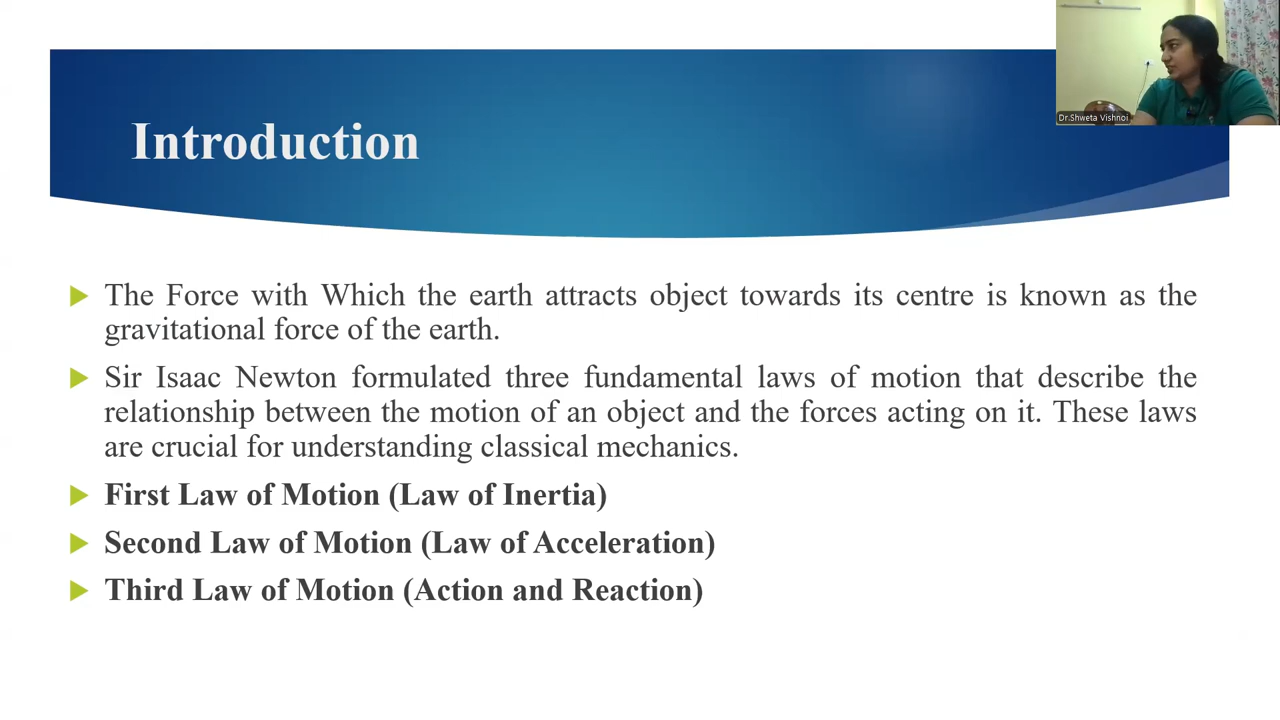 Dr.Shweta Vishnoi
Introduction
The Force with Which the earth attracts object towards its centre is known as the
gravitational force of the earth.
Sir Isaac Newton formulated three fundamental laws of motion that describe the
relationship between the motion of an object and the forces acting on it. These laws
are crucial for understanding classical mechanics.
First Law of Motion (Law of Inertia)
Second Law of Motion (Law of Acceleration)
Third Law of Motion (Action and Reaction)